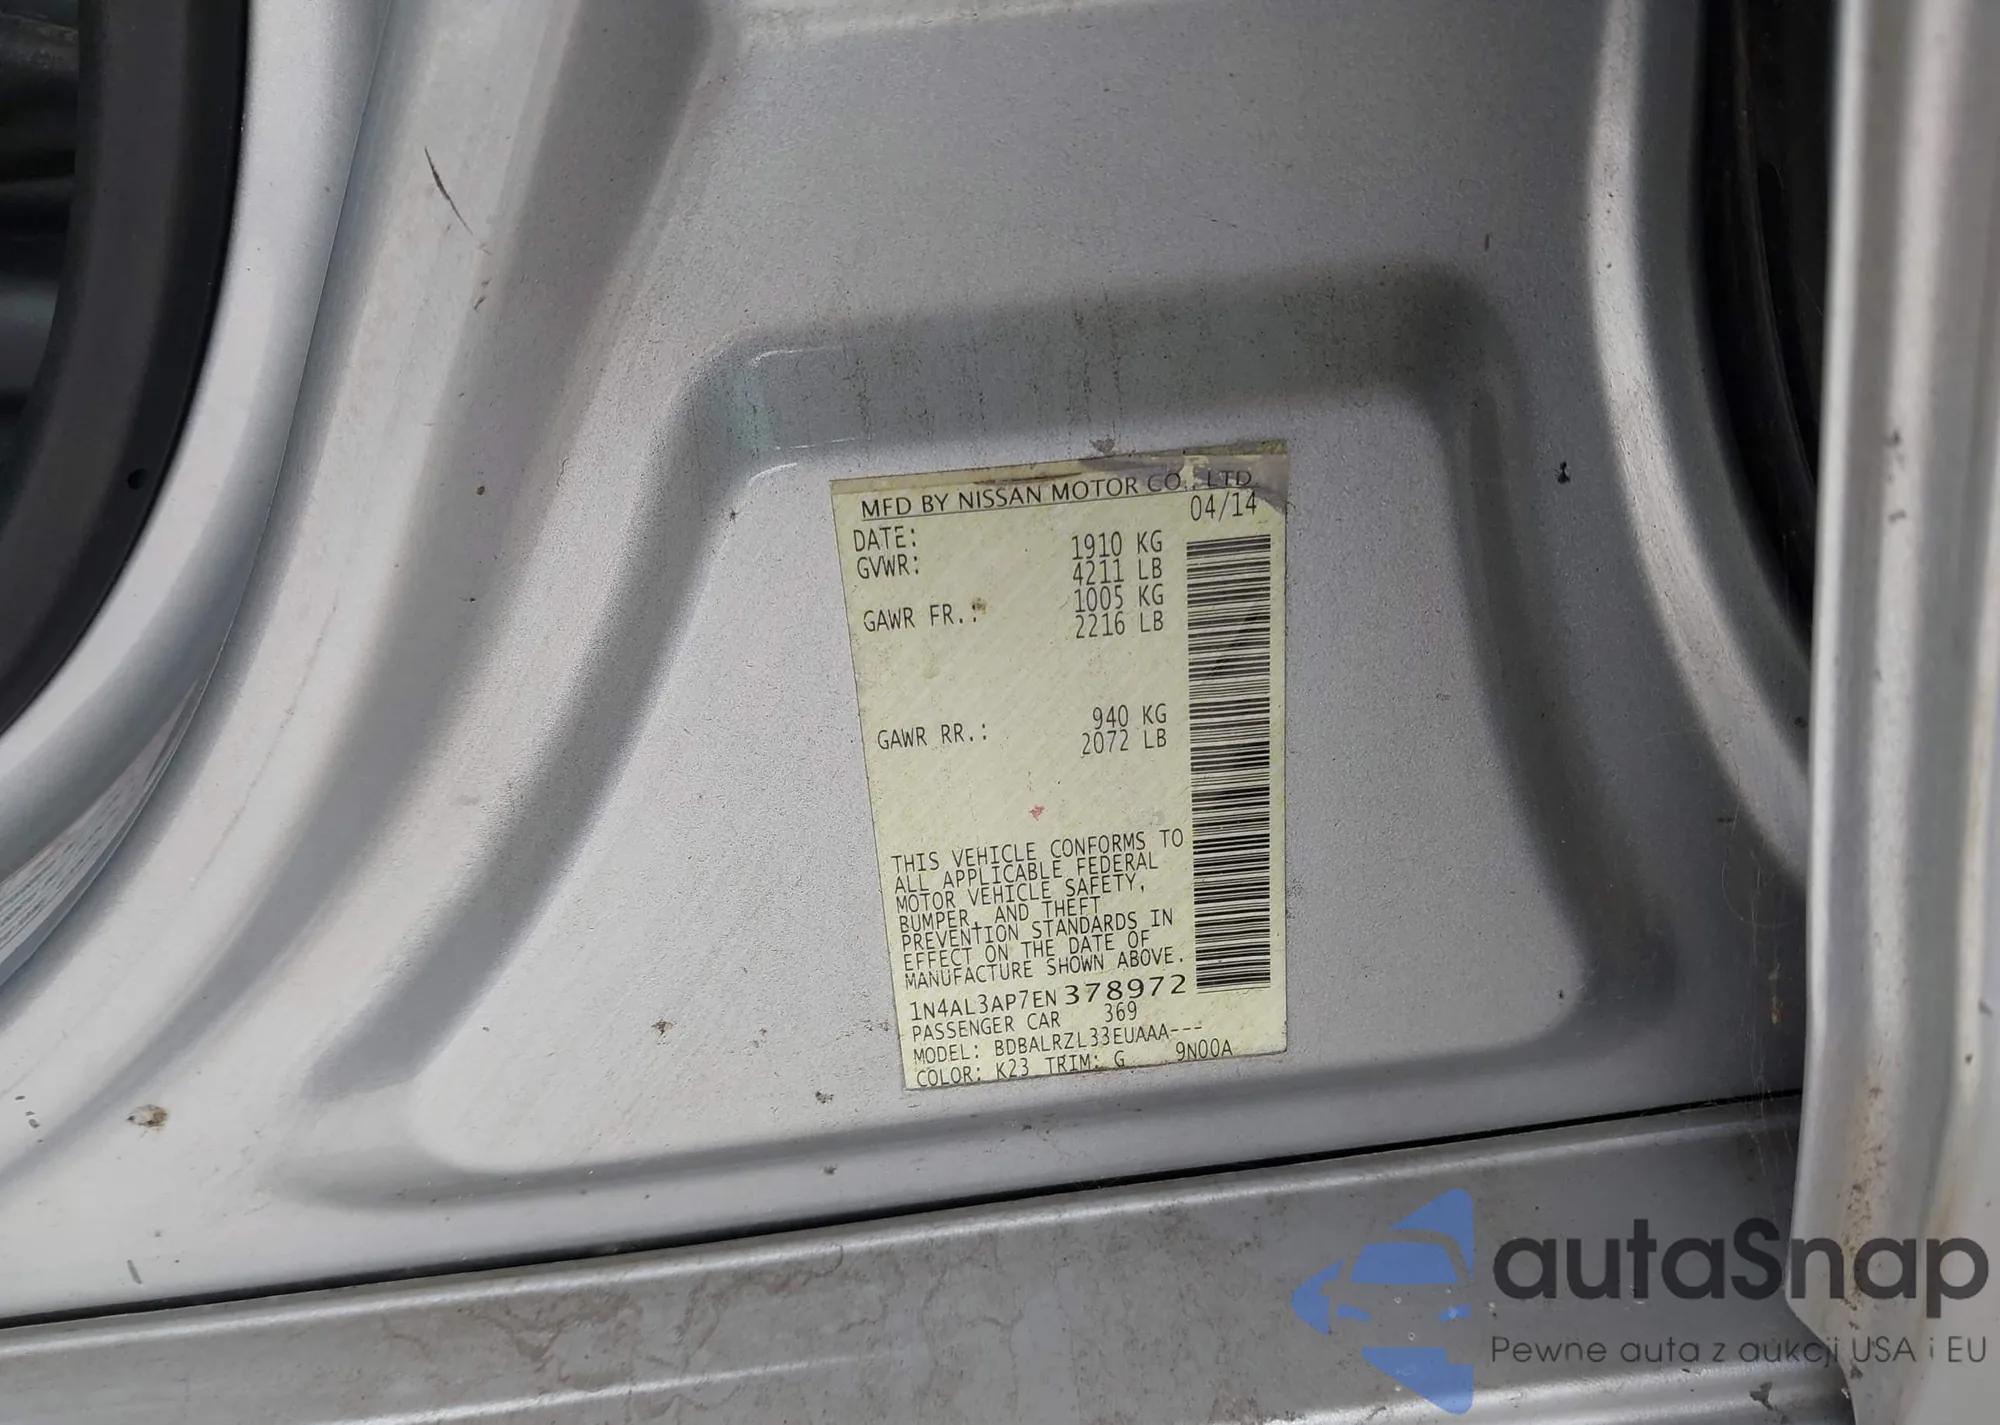 MFD BY NISSAN MOTOR CO., LTD.
DATE: 04/14
GVWR: 1910 KG
4211 LB
GAWR FR.: 1005 KG
2216 LB
GAWR RR.: 940 KG
2072 LB
THIS VEHICLE CONFORMS TO
ALL APPLICABLE FEDERAL
MOTOR VEHICLE SAFETY,
BUMPER, AND THEFT
PREVENTION STANDARDS IN
EFFECT ON THE DATE OF
MANUFACTURE SHOWN ABOVE.
1N4AL3AP7EN378972
PASSENGER CAR 369
MODEL: BDBALRZL33EUAAA---
COLOR: K23 TRIM: G 9N00A
autaSnap
Pewne auta z aukcji USA i EU